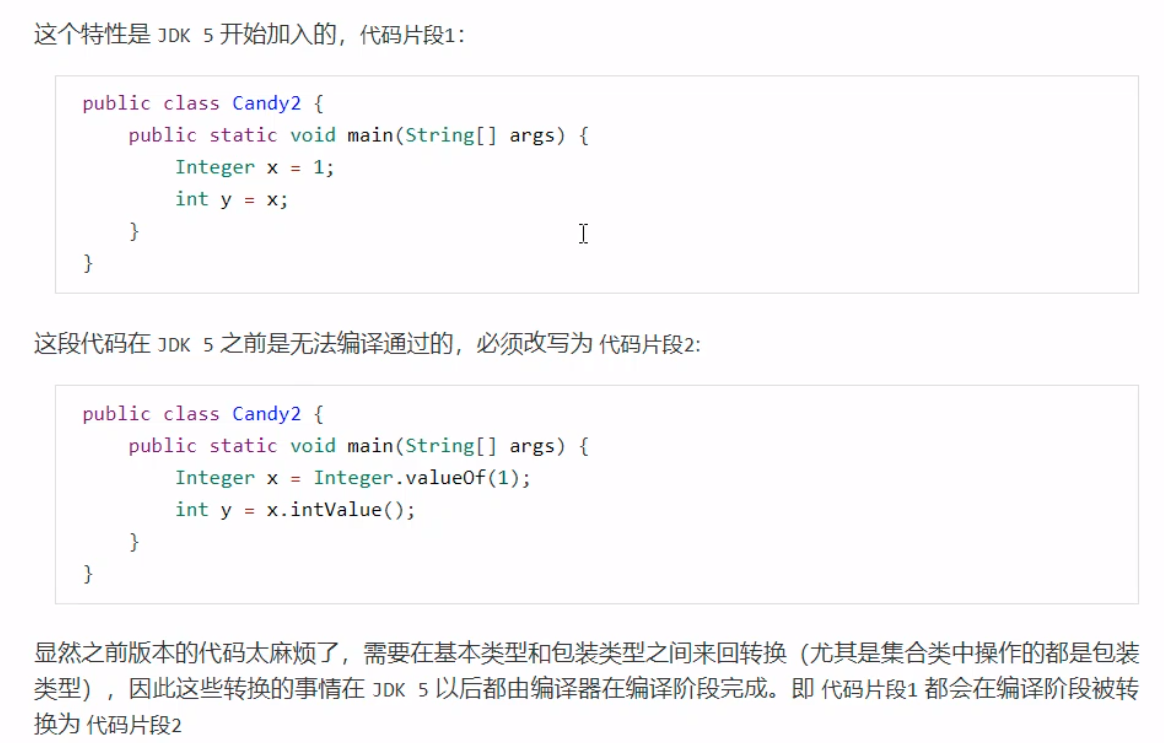 这个特性是 JDK 5 开始加入的，代码片段1：
public class Candy2 {
    public static void main(String[] args) {
        Integer x = 1;
        int y = x;
    }
}
这段代码在 JDK 5 之前是无法编译通过的，必须改写为 代码片段2:
public class Candy2 {
    public static void main(String[] args) {
        Integer x = Integer.valueOf(1);
        int y = x.intValue();
    }
}
显然之前版本的代码太麻烦了，需要在基本类型和包装类型之间来回转换（尤其是集合类中操作的都是包装
类型），因此这些转换的事情在 JDK 5 以后都由编译器在编译阶段完成。即 代码片段1 都会在编译阶段被转
换为 代码片段2